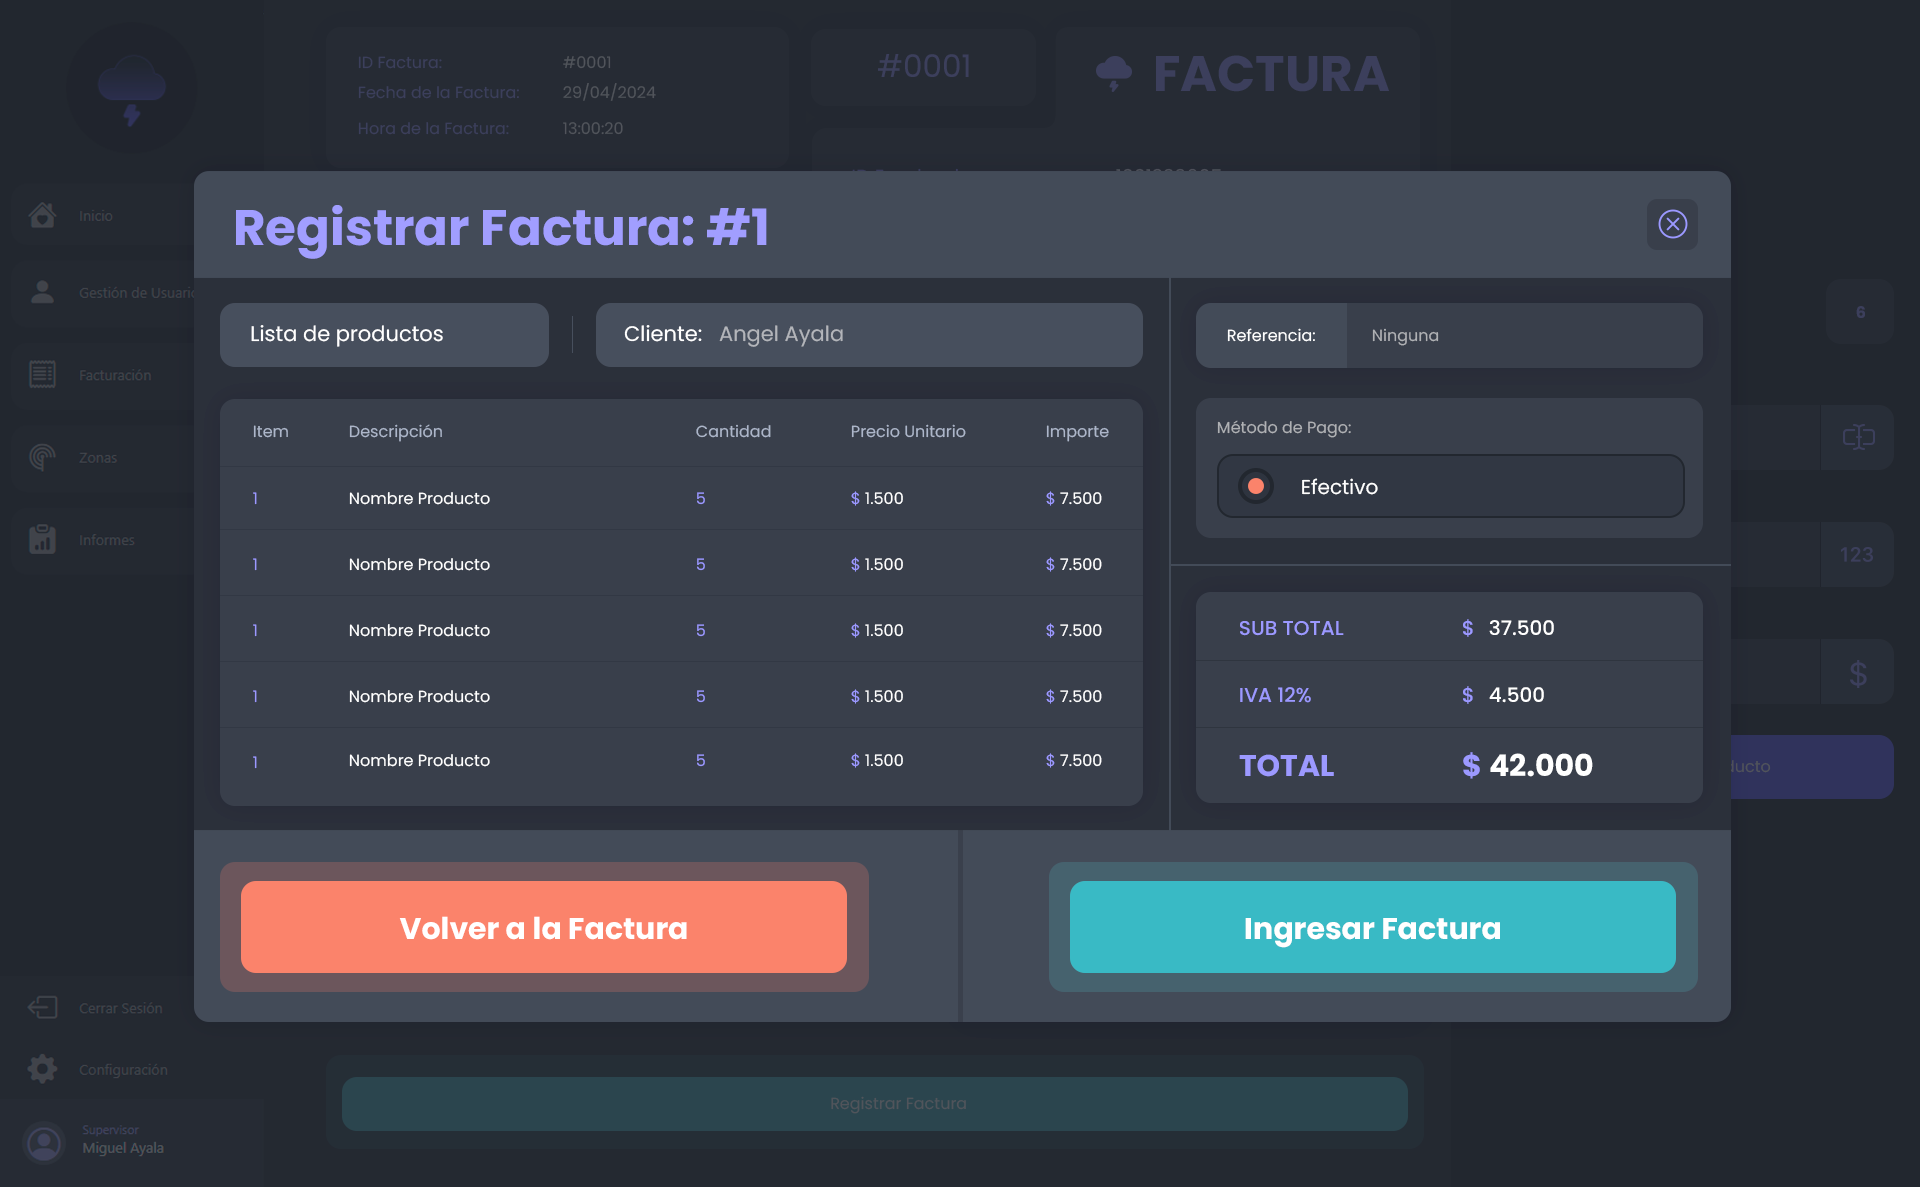 ID Factura: #0001
Fecha de la Factura: 29/04/2024
Hora de la Factura: 13:00:20
#0001
FACTURA
Inicio
Gestión de
Facturación
Zonas
Informes
Registrar Factura: #1
Lista de productos
Cliente: Angel Ayala
Referencia: Ninguna
Item Descripción Cantidad Precio Unitario Importe
1 Nombre Producto 5 $ 1.500 $ 7.500
1 Nombre Producto 5 $ 1.500 $ 7.500
1 Nombre Producto 5 $ 1.500 $ 7.500
1 Nombre Producto 5 $ 1.500 $ 7.500
1 Nombre Producto 5 $ 1.500 $ 7.500
Método de Pago:
Efectivo
SUB TOTAL $ 37.500
IVA 12% $ 4.500
TOTAL $ 42.000
Volver a la Factura
Ingresar Factura
6
123
$
Cerrar Sesión
Configuración
Supervisor
Miguel Ayala
Registrar Factura